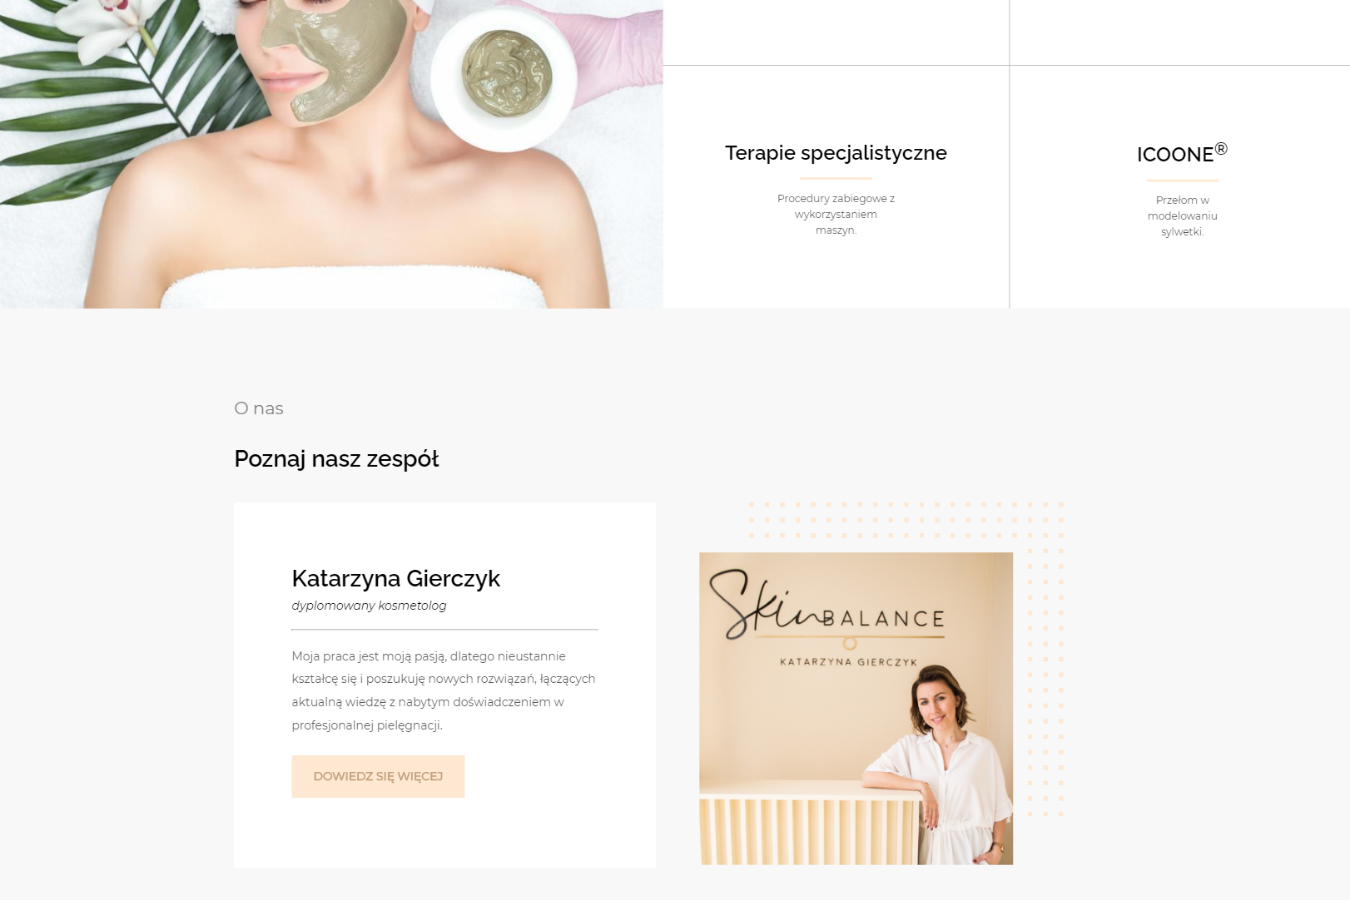 Terapie specjalistyczne
Procedury zabiegowe z
wykorzystaniem
maszyn.
ICOONE®
Przełom w
modelowaniu
sylwetki.
O nas
Poznaj nasz zespół
Katarzyna Gierczyk
dyplomowany kosmetolog
Moja praca jest moją pasją, dlatego nieustannie
kształcę się i poszukuję nowych rozwiązań, łączących
aktualną wiedzę z nabytym doświadczeniem w
profesjonalnej pielęgnacji.
DOWIEDZ SIĘ WIĘCEJ
Skin BALANCE
KATARZYNA GIERCZYK